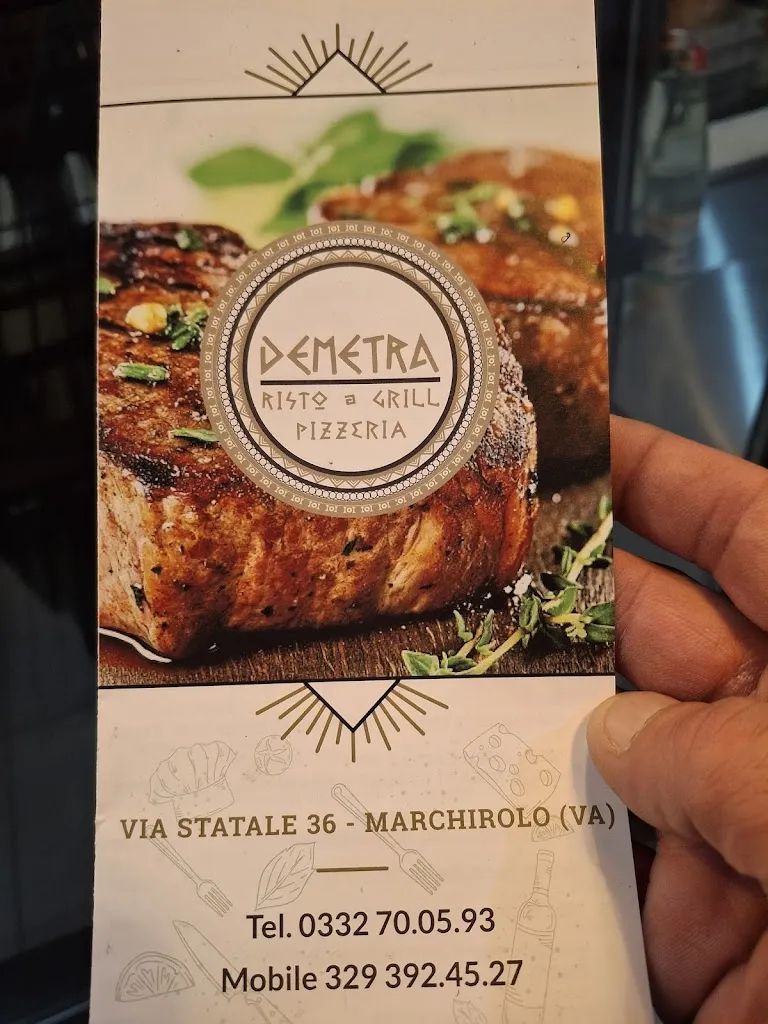 DEMETRA
RISTO a GRILL
PIZZERIA
VIA STATALE 36 - MARCHIROLO (VA)
Tel. 0332 70.05.93
Mobile 329 392.45.27